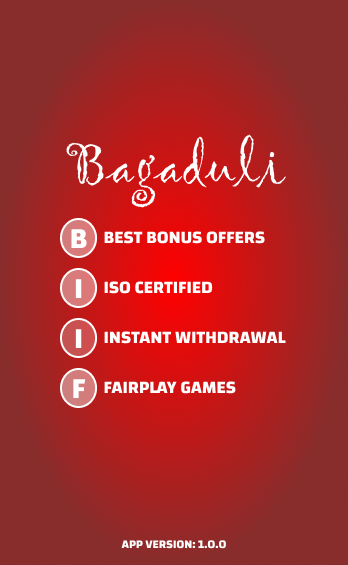 Bagaduli
B BEST BONUS OFFERS
I ISO CERTIFIED
I INSTANT WITHDRAWAL
F FAIRPLAY GAMES
APP VERSION: 1.0.0